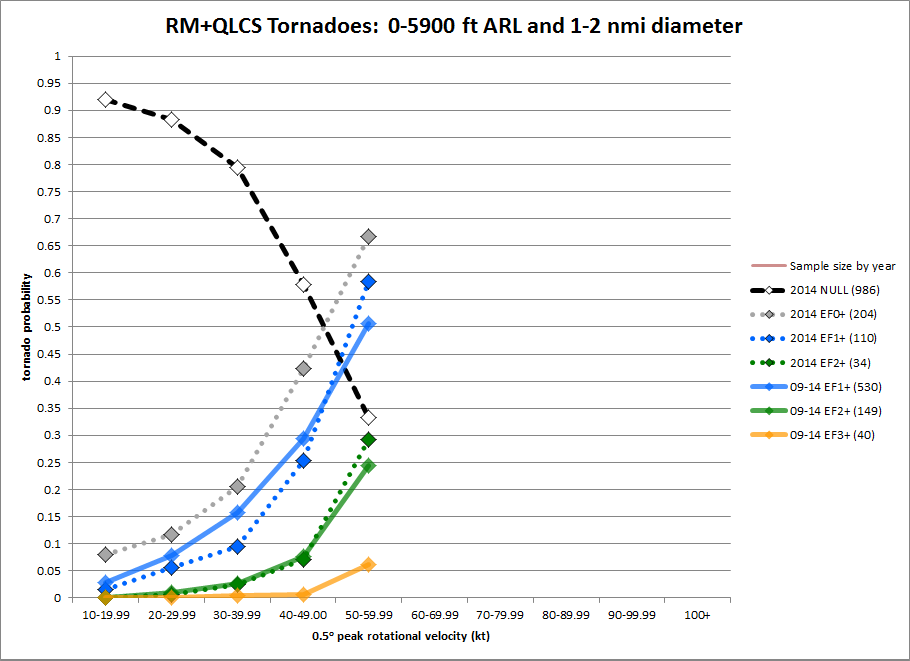 RM+QLCS Tornadoes: 0-5900 ft ARL and 1-2 nmi diameter
1
0.95
0.9
0.85
0.8
0.75
0.7
0.65
0.6
0.55
0.5
0.45
0.4
0.35
0.3
0.25
0.2
0.15
0.1
0.05
0
tornado probability
10-19.99 20-29.99 30-39.99 40-49.00 50-59.99 60-69.99 70-79.99 80-89.99 90-99.99 100+
0.5° peak rotational velocity (kt)
Sample size by year
2014 NULL (986)
2014 EF0+ (204)
2014 EF1+ (110)
2014 EF2+ (34)
09-14 EF1+ (530)
09-14 EF2+ (149)
09-14 EF3+ (40)